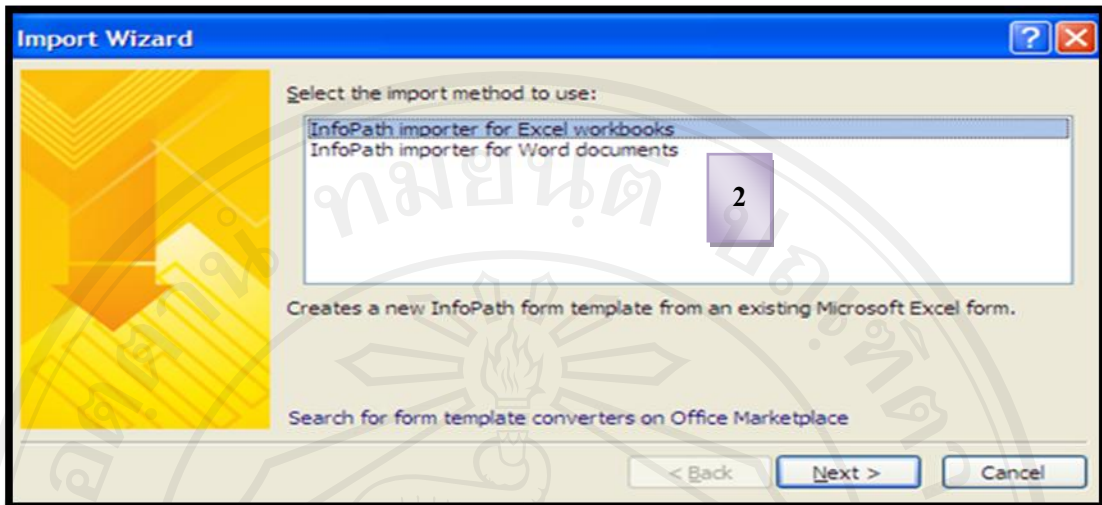 Import Wizard
Select the import method to use:
InfoPath importer for Excel workbooks
InfoPath importer for Word documents
2
Creates a new InfoPath form template from an existing Microsoft Excel form.
Search for form template converters on Office Marketplace
< Back
Next >
Cancel